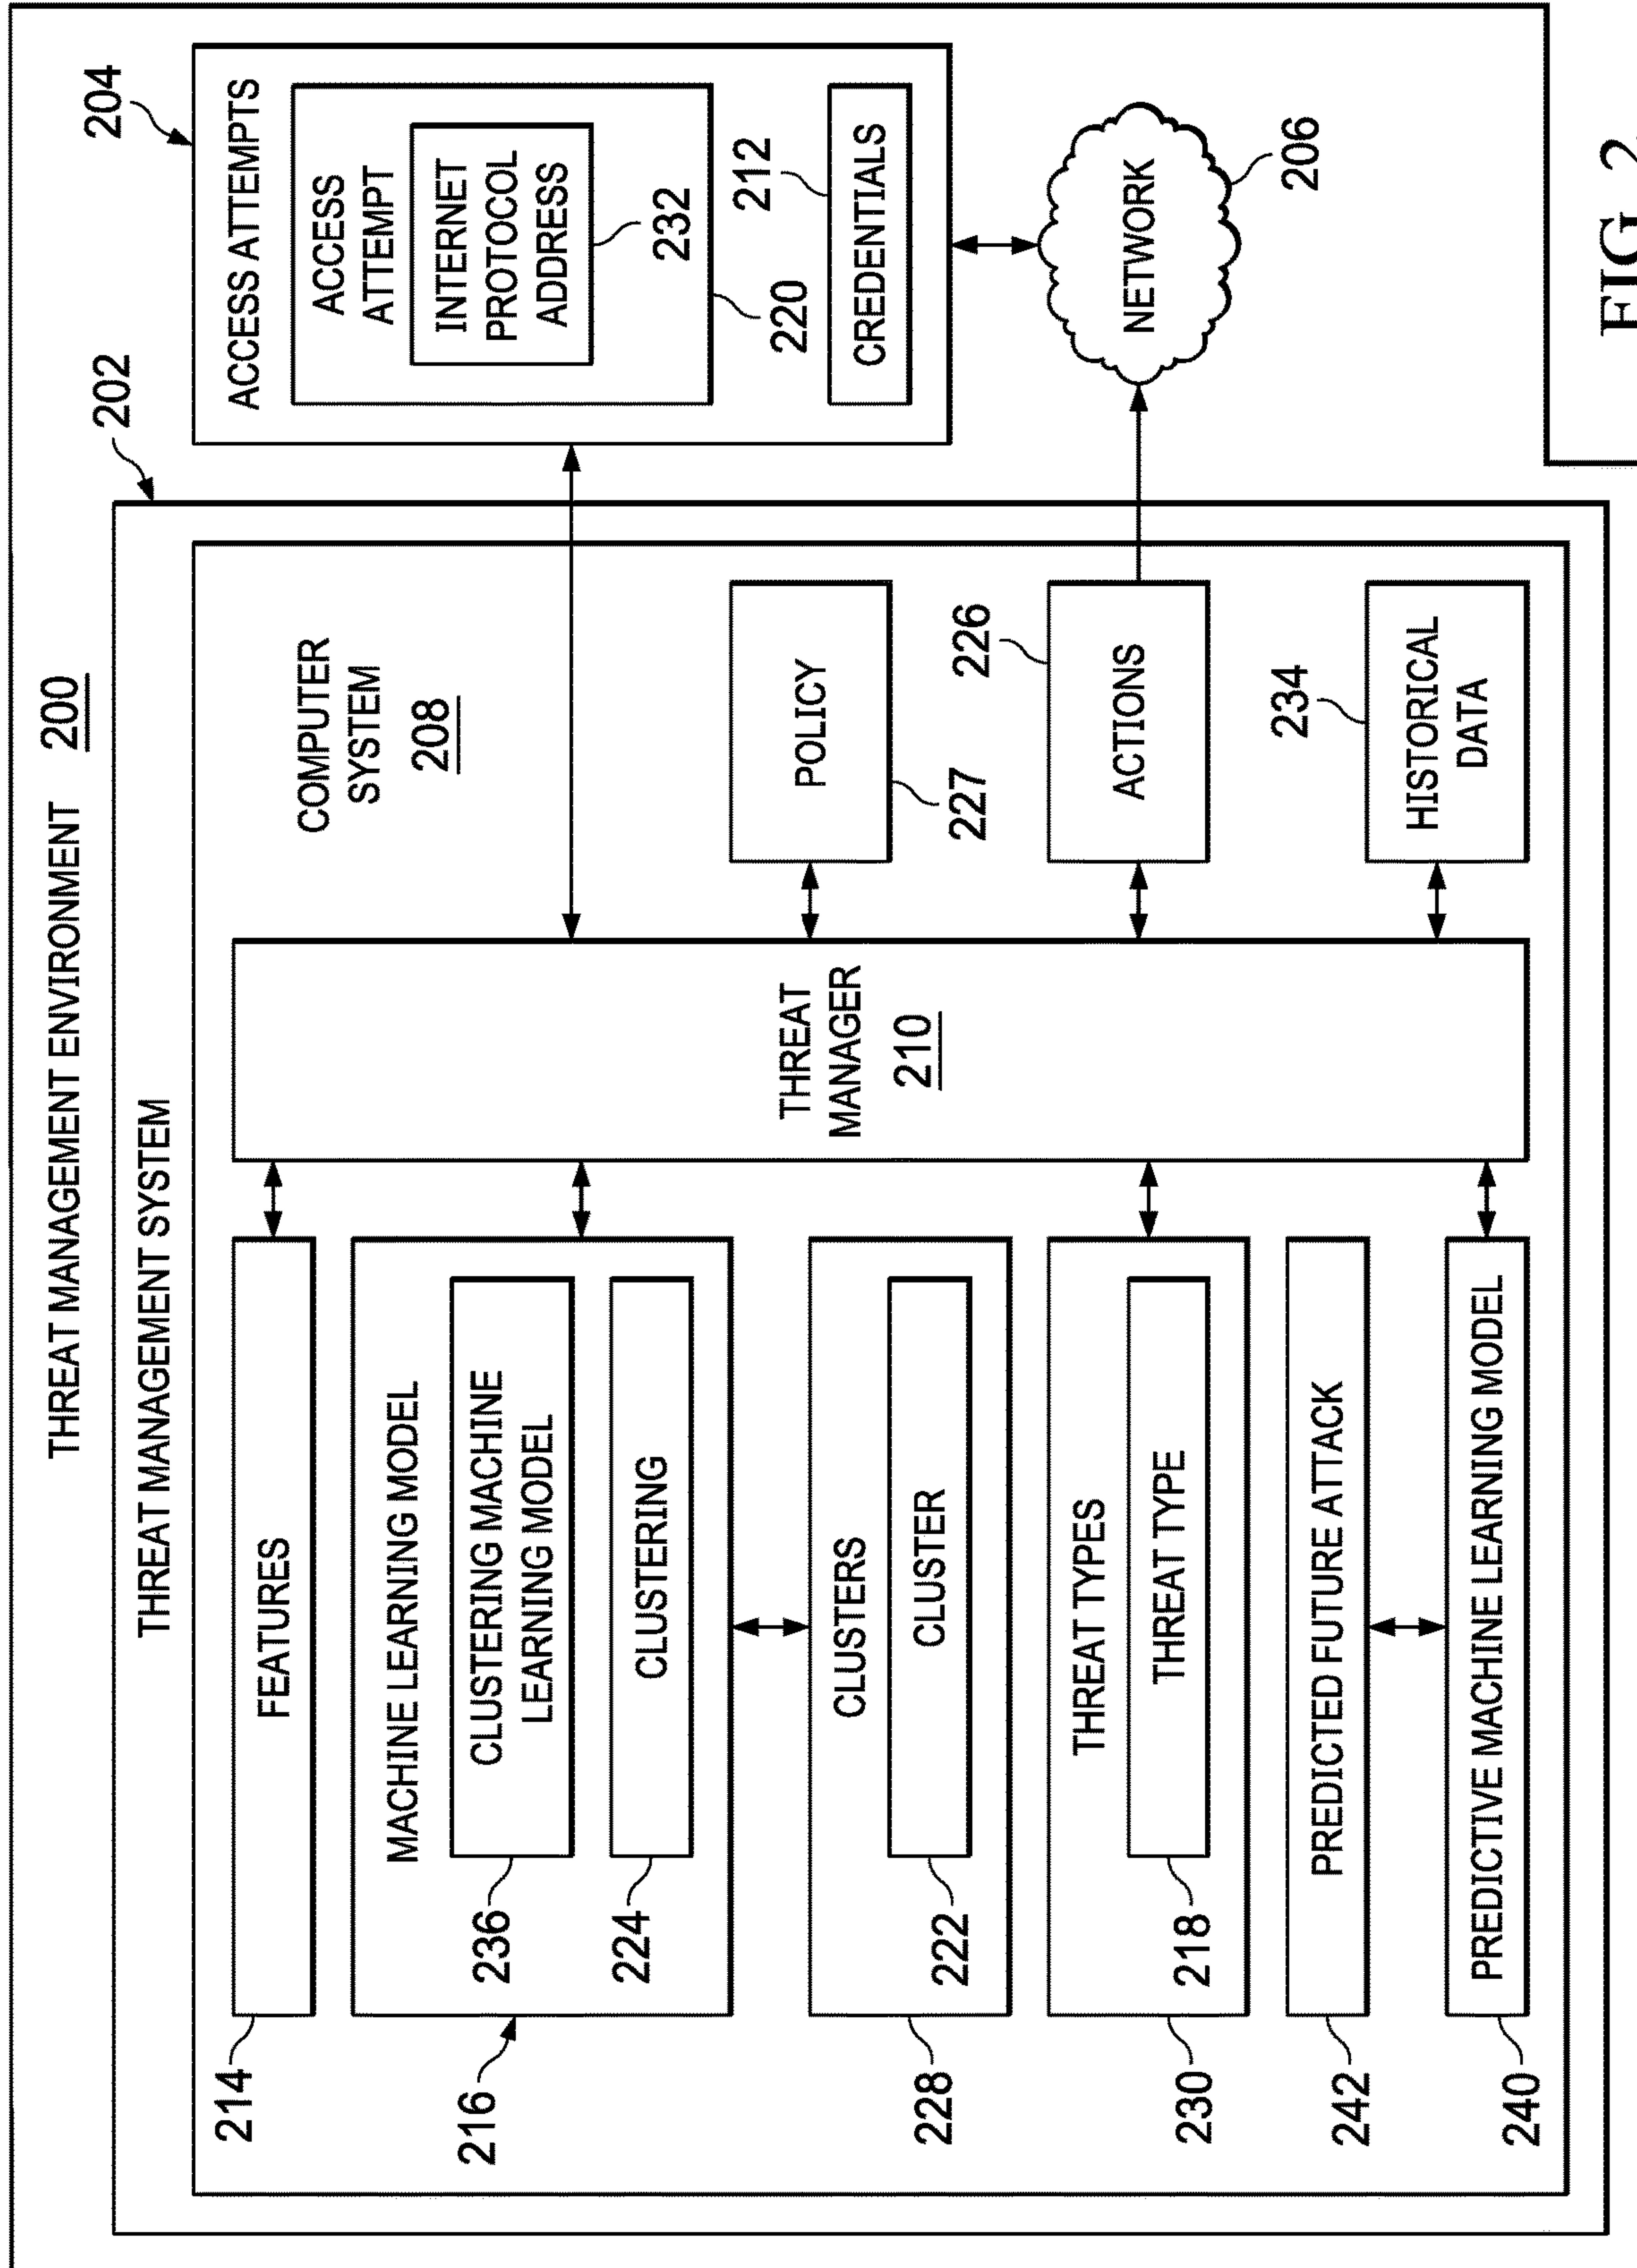 THREAT MANAGEMENT ENVIRONMENT 200
THREAT MANAGEMENT SYSTEM
202
204
214
FEATURES
216
MACHINE LEARNING MODEL
236
CLUSTERING MACHINE
LEARNING MODEL
224
CLUSTERING
228
CLUSTERS
222
CLUSTER
230
THREAT TYPES
218
THREAT TYPE
242
PREDICTED FUTURE ATTACK
240
PREDICTIVE MACHINE LEARNING MODEL
THREAT
MANAGER
210
COMPUTER
SYSTEM
208
POLICY
227
226
ACTIONS
234
HISTORICAL
DATA
ACCESS ATTEMPTS
ACCESS
ATTEMPT
INTERNET
PROTOCOL
ADDRESS
232
220
212
CREDENTIALS
NETWORK
206
FIG. 2